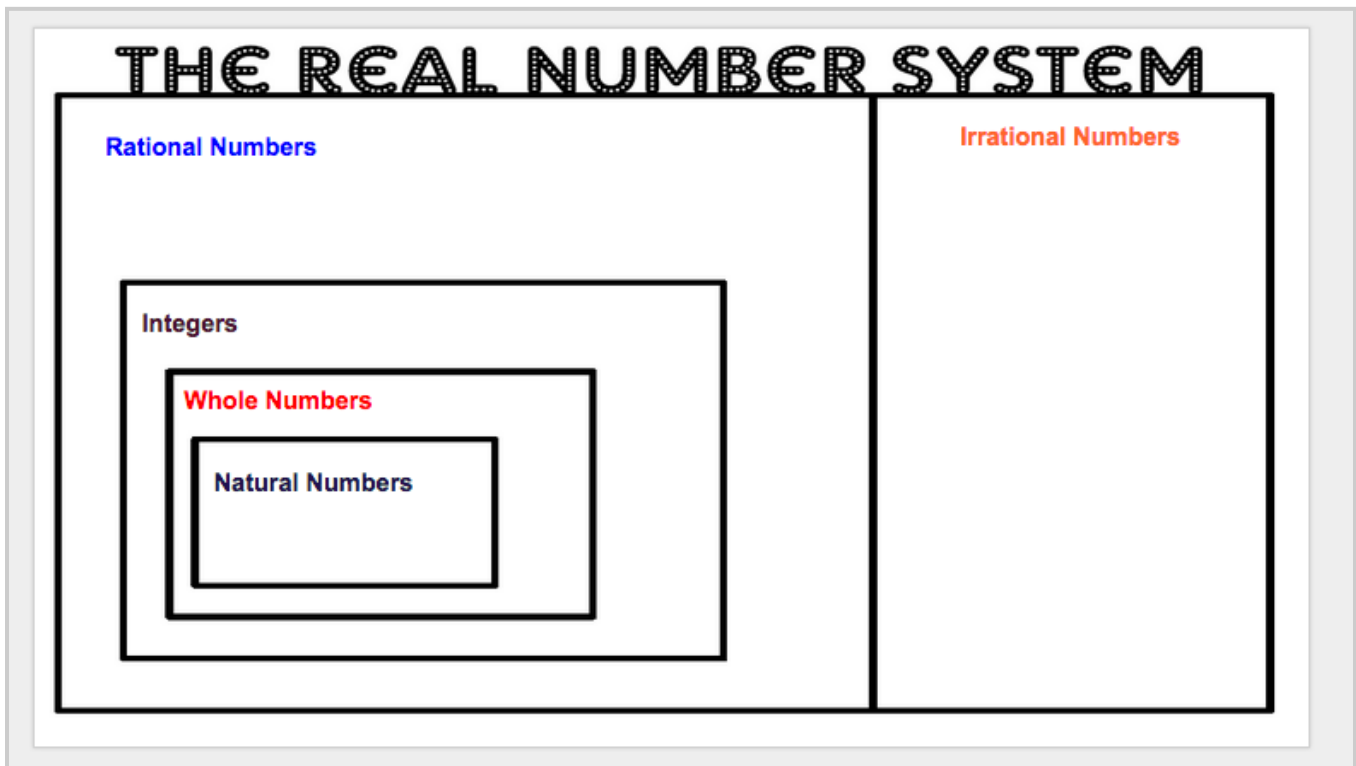 THE REAL NUMBER SYSTEM
Rational Numbers
Irrational Numbers
Integers
Whole Numbers
Natural Numbers